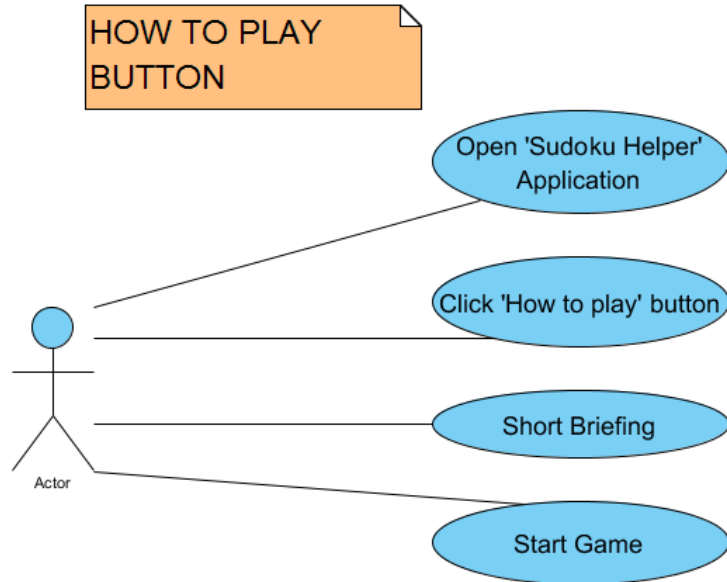 HOW TO PLAY
BUTTON
Open 'Sudoku Helper'
Application
Click 'How to play' button
Short Briefing
Actor
Start Game